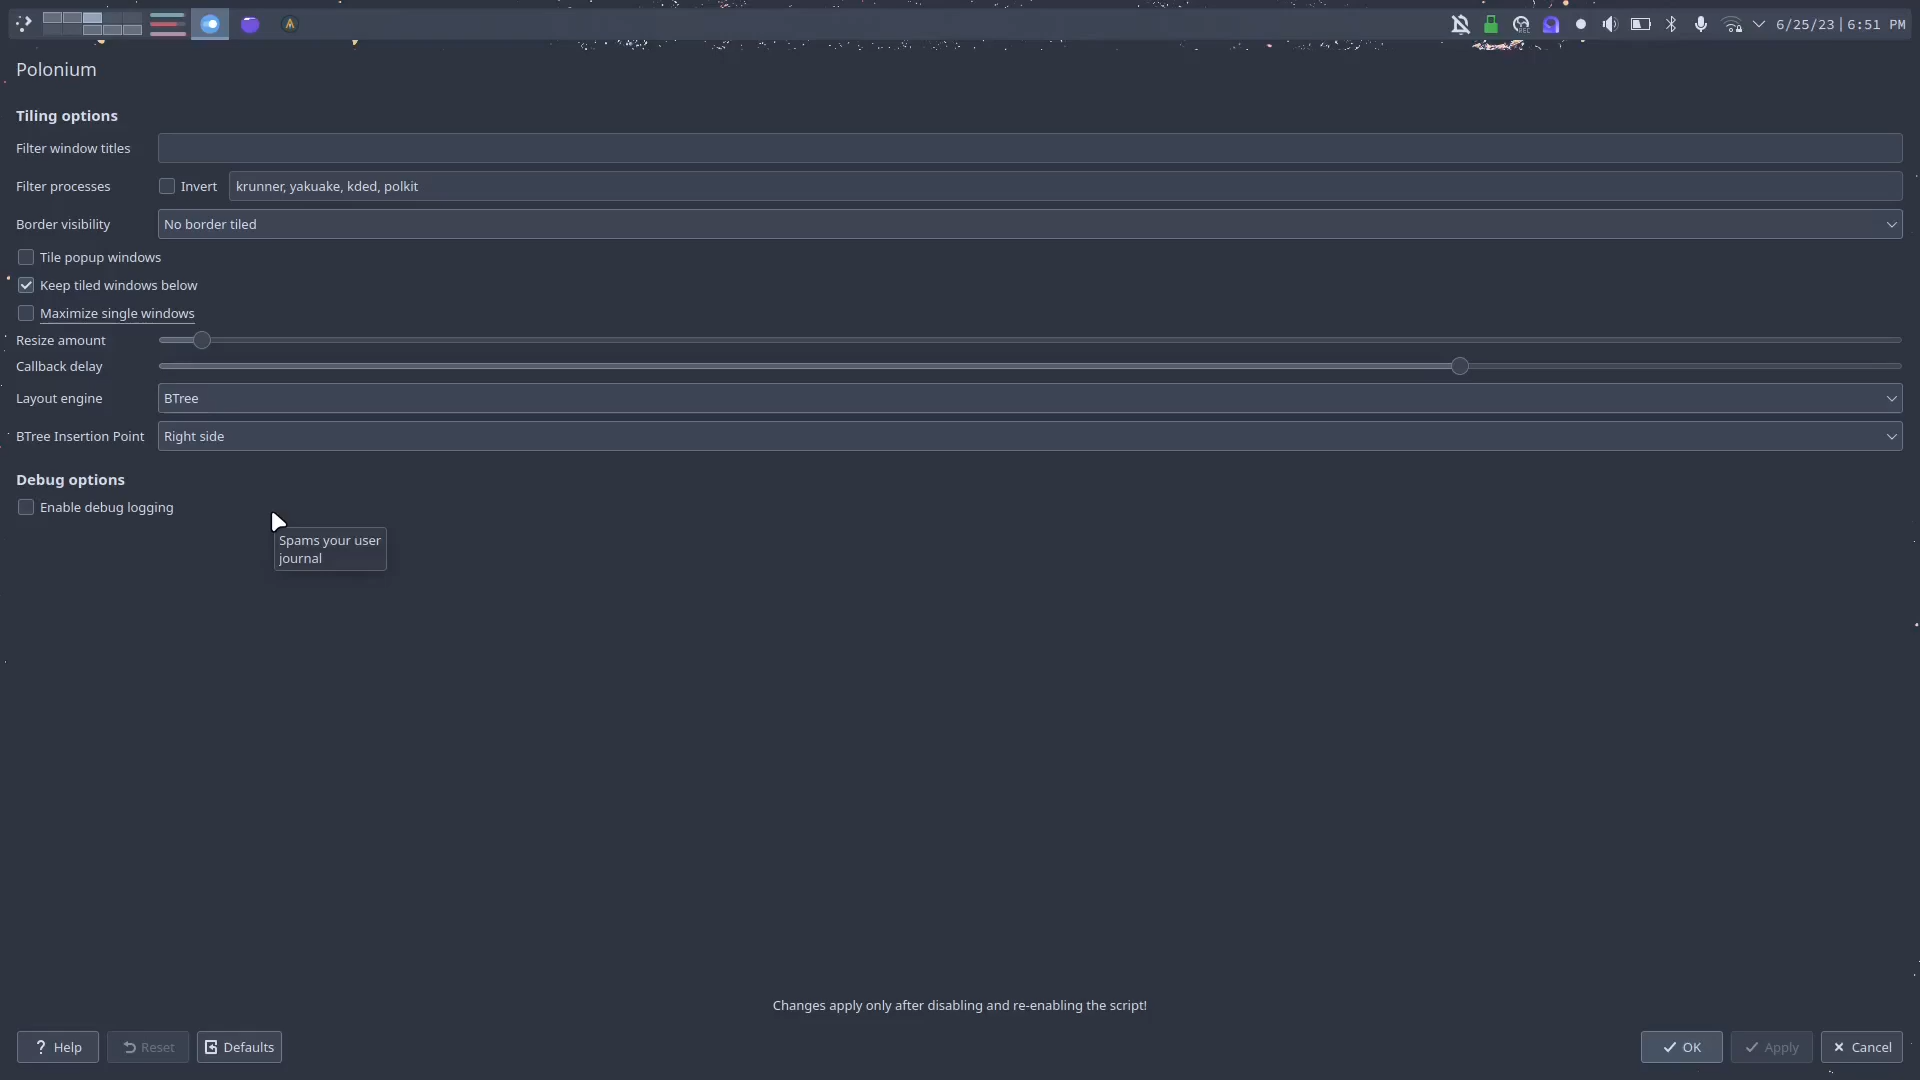 6/25/23 | 6:51 PM
Polonium
Tiling options
Filter window titles
Filter processes Invert krunner, yakuake, kded, polkit
Border visibility No border tiled
Tile popup windows
Keep tiled windows below
Maximize single windows
Resize amount
Callback delay
Layout engine BTree
BTree Insertion Point Right side
Debug options
Enable debug logging
Spams your user
journal
Changes apply only after disabling and re-enabling the script!
? Help Reset Defaults OK Apply Cancel